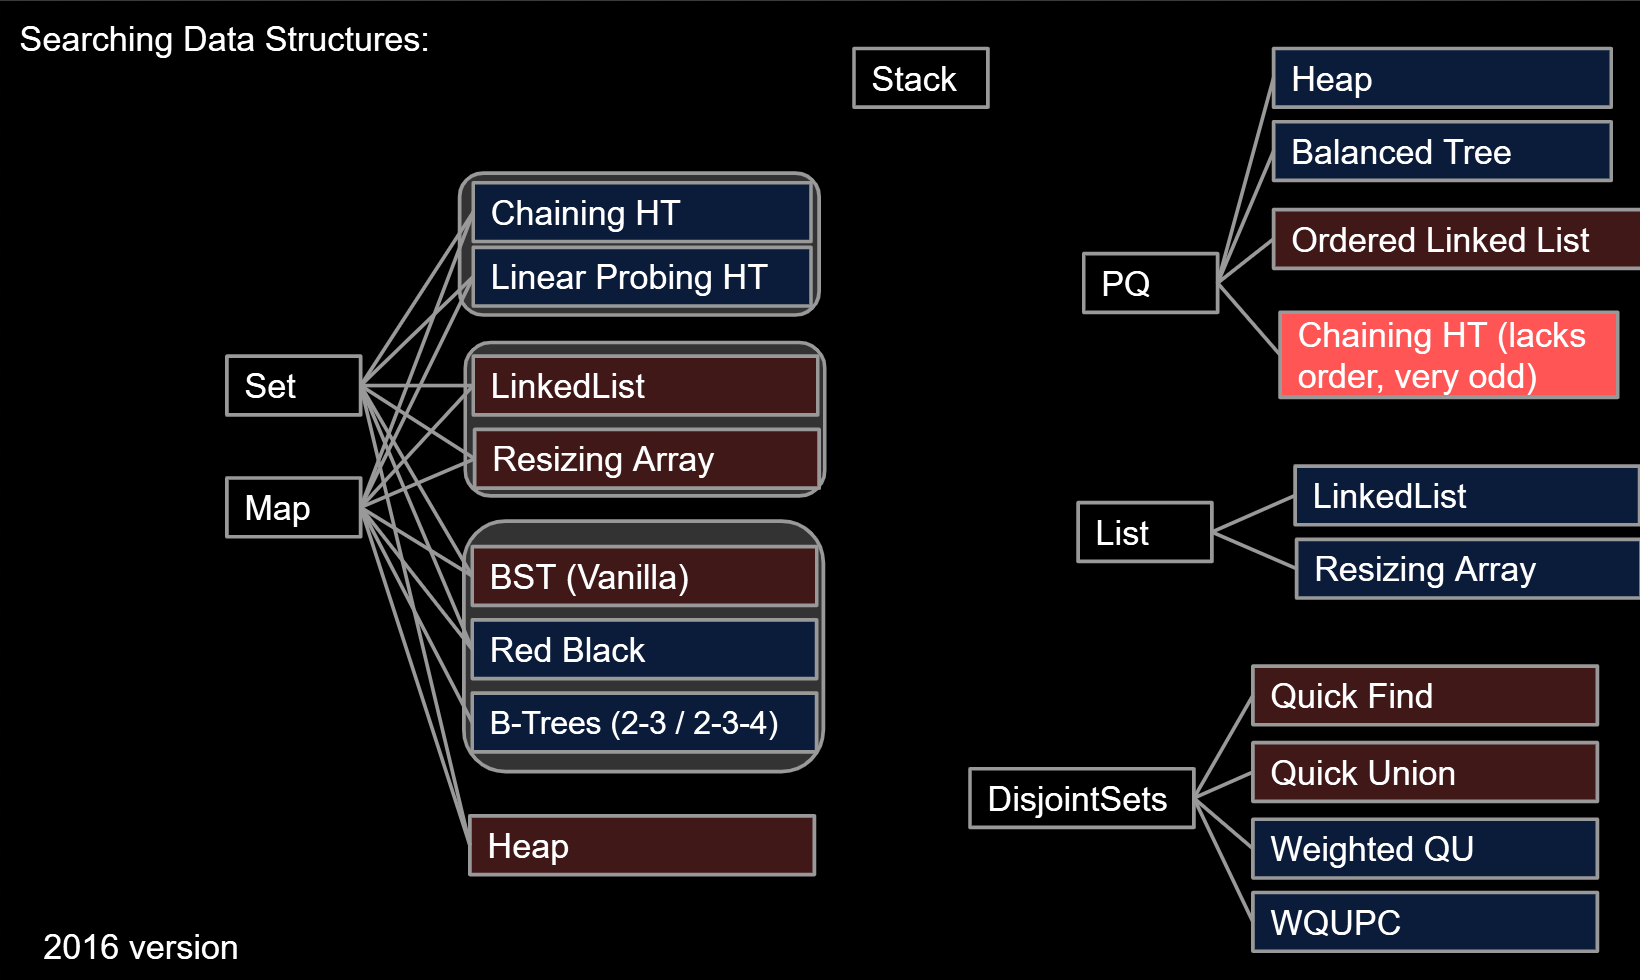 Searching Data Structures:
Stack
Set
Map
Chaining HT
Linear Probing HT
LinkedList
Resizing Array
BST (Vanilla)
Red Black
B-Trees (2-3 / 2-3-4)
Heap
PQ
Heap
Balanced Tree
Ordered Linked List
Chaining HT (lacks
order, very odd)
List
LinkedList
Resizing Array
DisjointSets
Quick Find
Quick Union
Weighted QU
WQUPC
2016 version